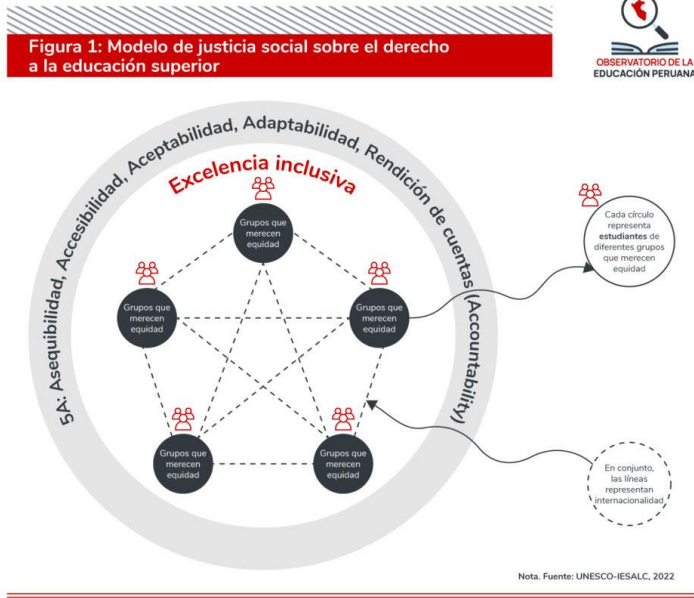 Figura 1: Modelo de justicia social sobre el derecho
a la educación superior
OBSERVATORIO DE LA
EDUCACIÓN PERUANA
5A: Asequibilidad, Accesibilidad, Aceptabilidad, Adaptabilidad, Rendición de cuentas (Accountability)
Excelencia inclusiva
Grupos que
merecen
equidad
Grupos que
merecen
equidad
Grupos que
merecen
equidad
Grupos que
merecen
equidad
Grupos que
merecen
equidad
Cada círculo
representa
estudiantes de
diferentes grupos
que merecen
equidad
En conjunto,
las líneas
representan
internacionalidad
Nota. Fuente: UNESCO-IESALC, 2022